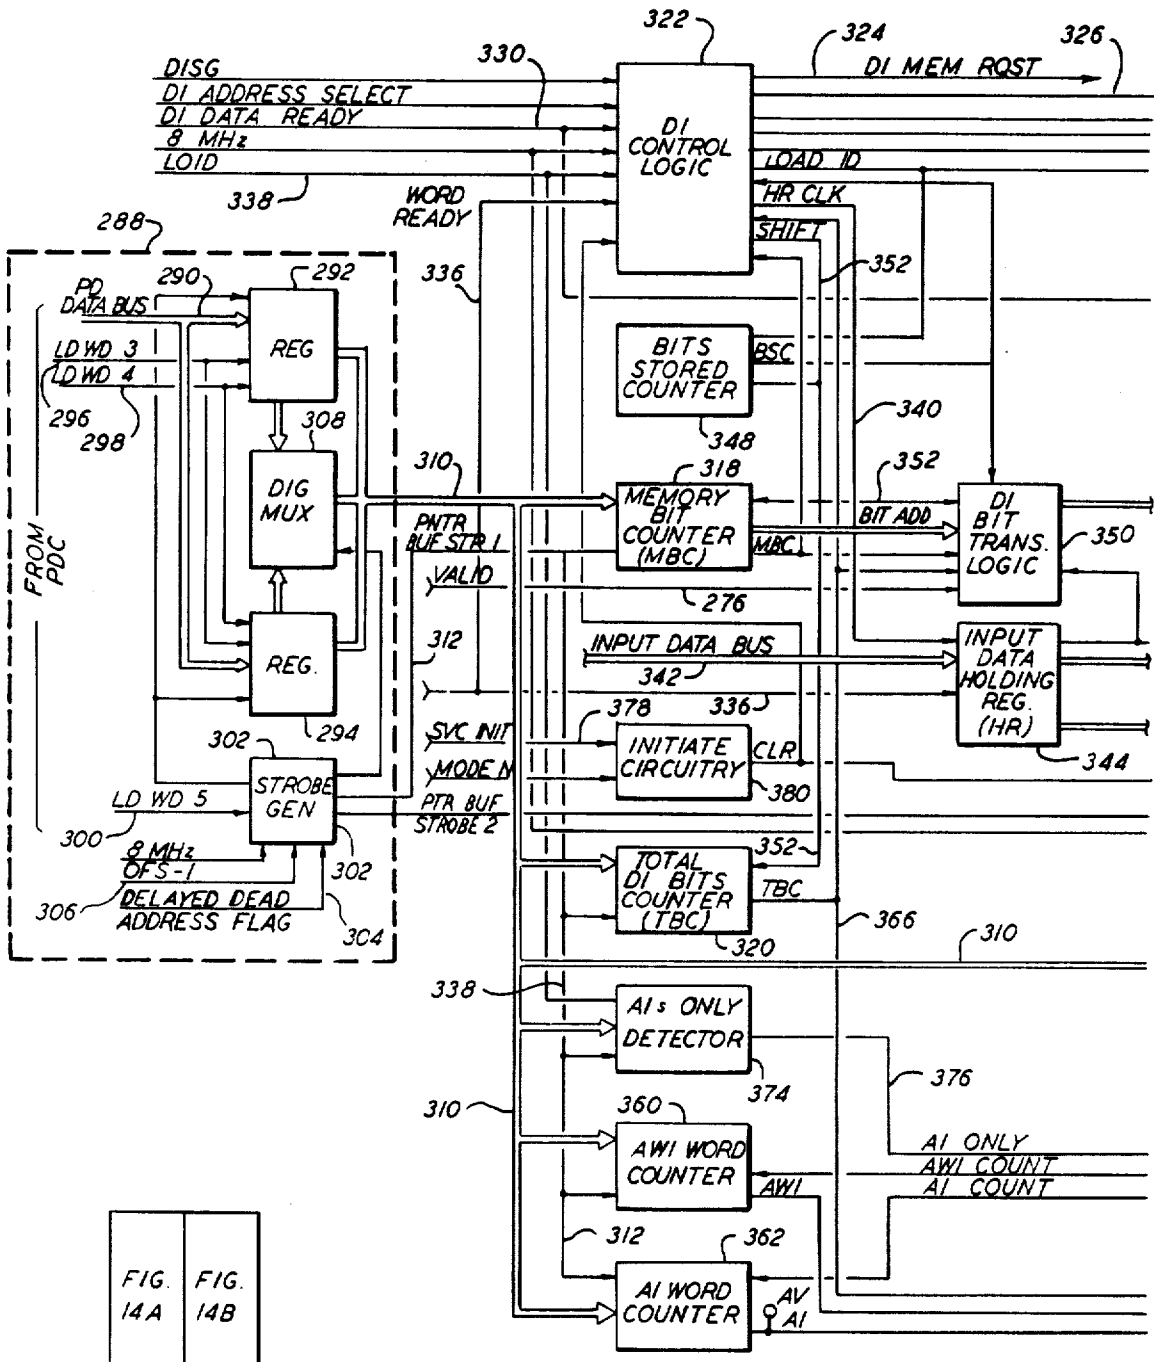 322
324
DI MEM RQST
326
330
DISG
DI ADDRESS SELECT
DI DATA READY
8 MHz
LOID
338
DI
CONTROL
LOGIC
LOAD ID
HR CLK
SHIFT
352
WORD
READY
336
288
PD
DATA BUS
290
292
REG
LD WD 3
LD WD 4
296
298
308
DIG
MUX
310
FROM
PDC
REG.
294
312
302
STROBE
GEN
302
LD WD 5
300
8 MHz
OFS-1
306
DELAYED DEAD
ADDRESS FLAG
304
BITS
STORED
COUNTER
BSC
348
340
318
MEMORY
BIT
COUNTER
(MBC)
352
BIT ADD
MBC
DI
BIT
TRANS.
LOGIC
350
PNTR
BUF STR 1
VALID
276
INPUT DATA BUS
342
336
INPUT
DATA
HOLDING
REG.
(HR)
344
SVC INIT
378
MODE N
INITIATE
CIRCUITRY
CLR
380
PTR BUF
STROBE 2
352
TOTAL
DI BITS
COUNTER
(TBC)
TBC
320
366
310
338
AI s ONLY
DETECTOR
374
376
310
360
AWI WORD
COUNTER
AWI
AI ONLY
AWI COUNT
AI COUNT
312
362
AI WORD
COUNTER
AV
AI
FIG.
14A
FIG.
14B